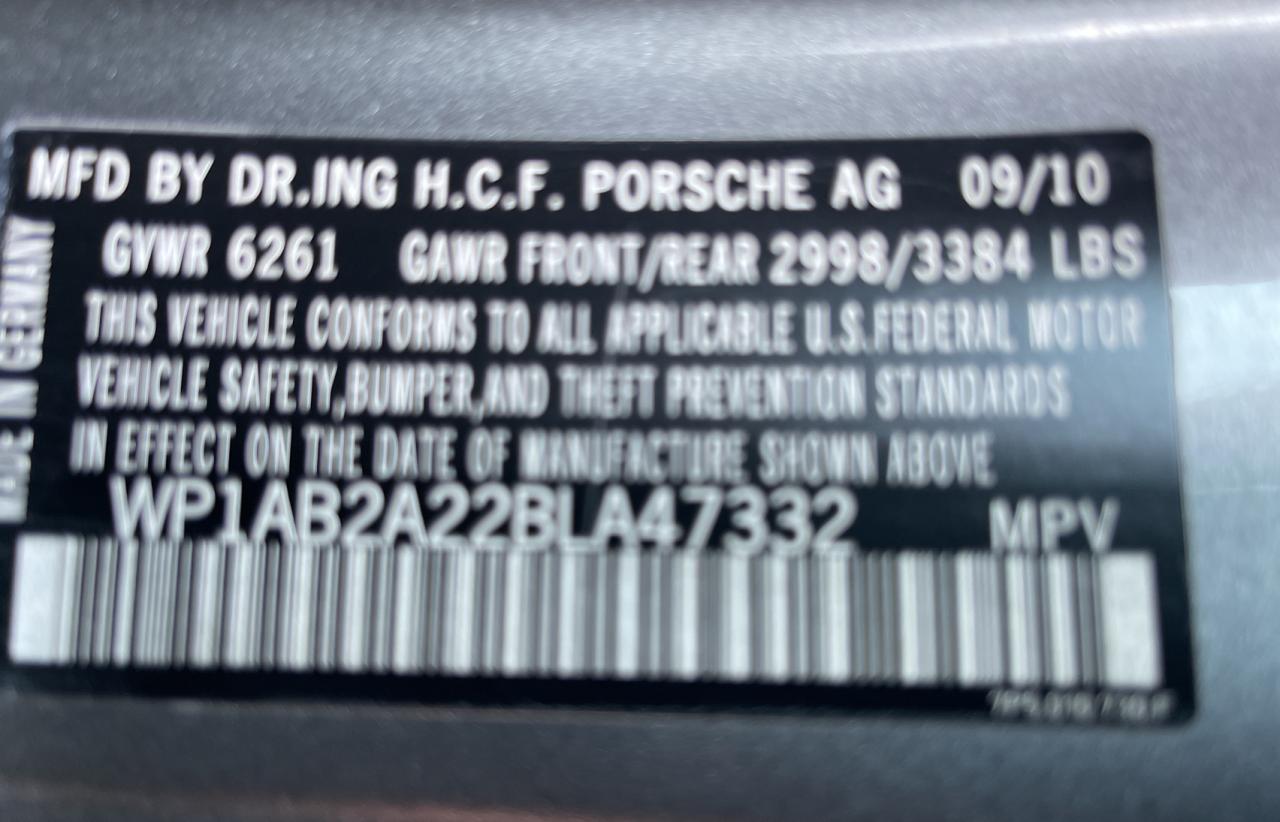 MFD BY DR.ING H.C.F. PORSCHE AG 09/10
GVWR 6261 GAWR FRONT/REAR 2998/3384 LBS
THIS VEHICLE CONFORMS TO ALL APPLICABLE U.S.FEDERAL MOTOR
VEHICLE SAFETY,BUMPER,AND THEFT PREVENTION STANDARDS
IN EFFECT ON THE DATE OF MANUFACTURE SHOWN ABOVE
WP1AB2A22BLA47332 MPV
MADE IN GERMANY